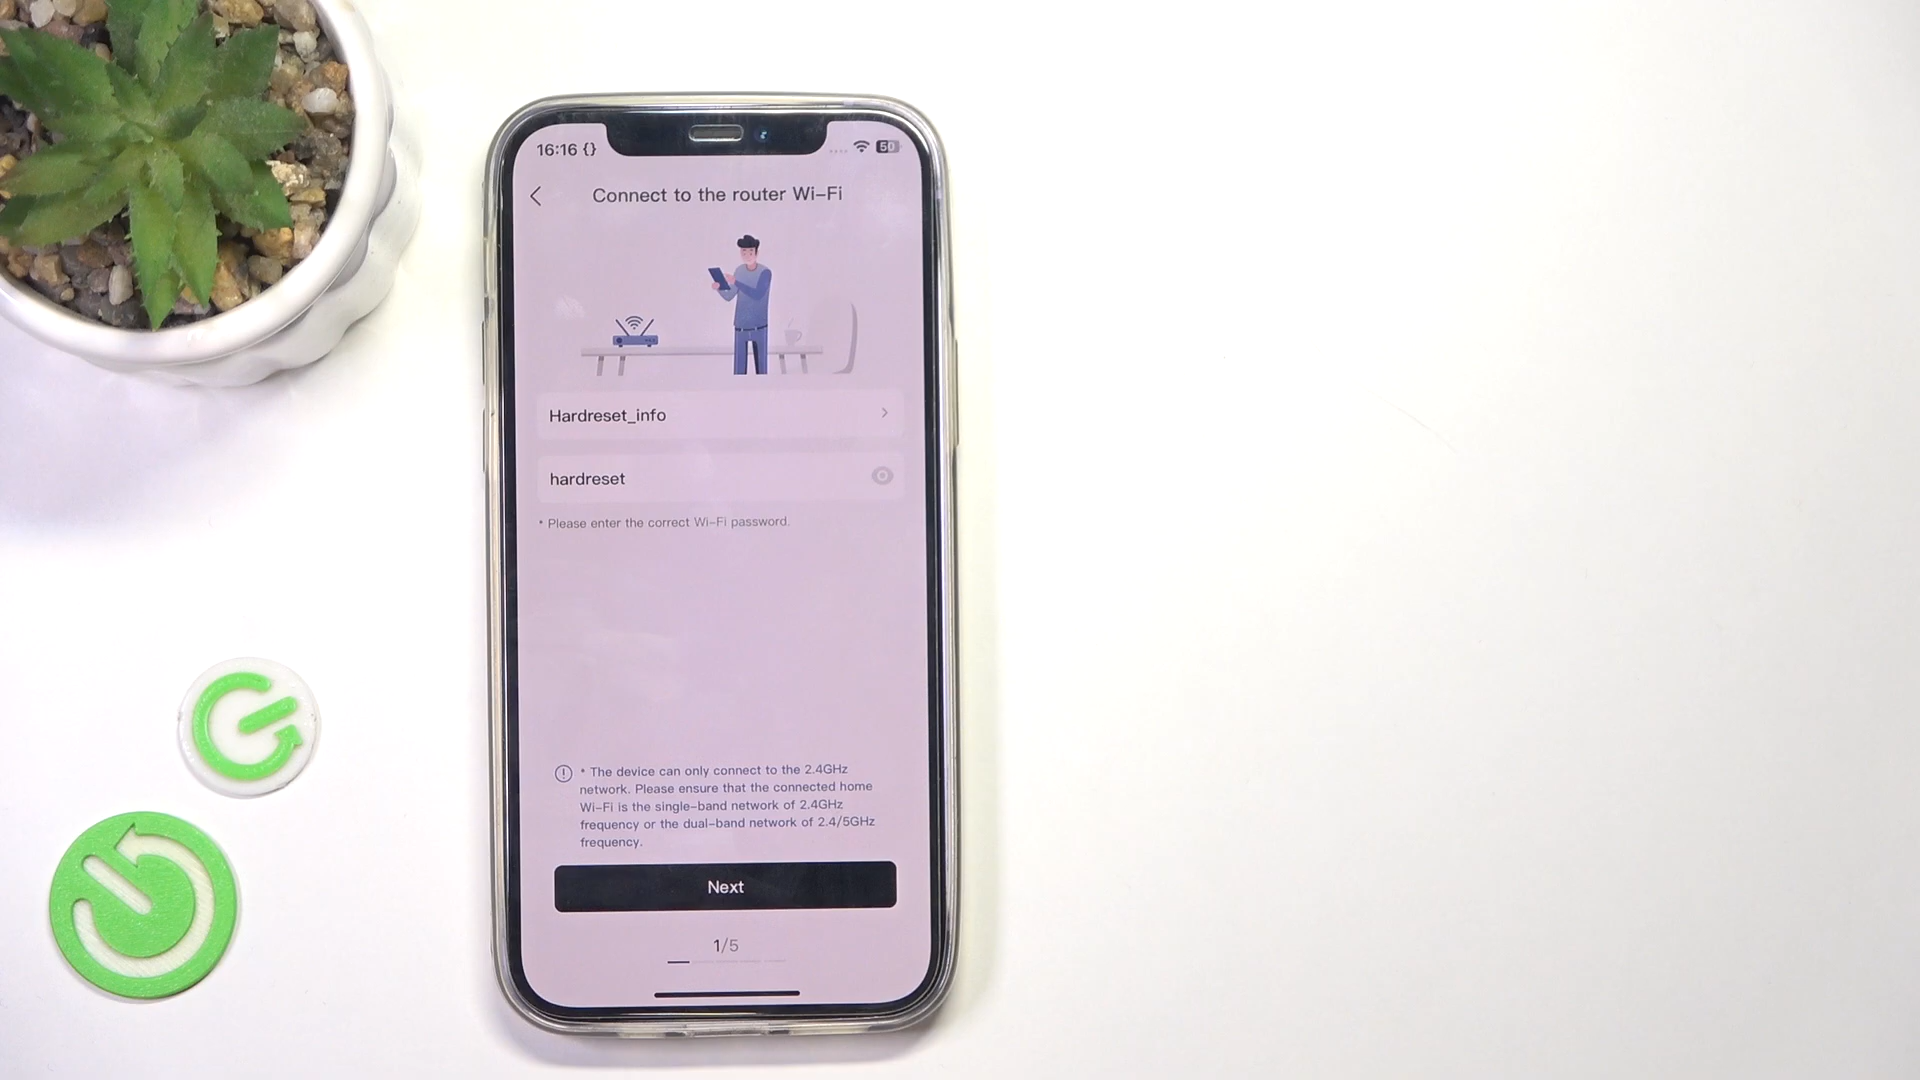 16:16 {}
50
Connect to the router Wi-Fi
Hardreset_info
hardreset
* Please enter the correct Wi-Fi password.
* The device can only connect to the 2.4GHz
network. Please ensure that the connected home
Wi-Fi is the single-band network of 2.4GHz
frequency or the dual-band network of 2.4/5GHz
frequency.
Next
1/5